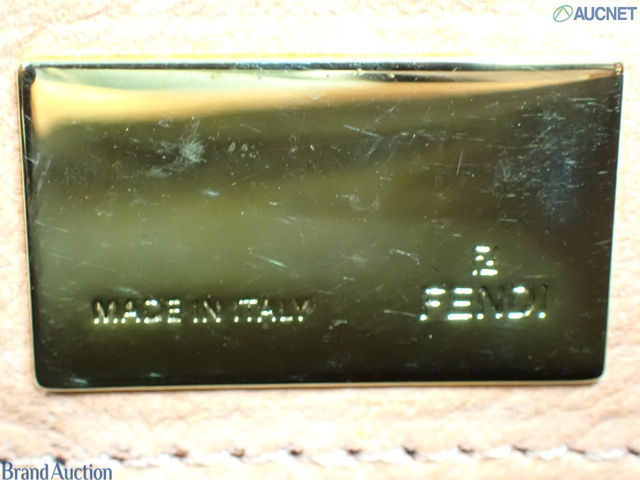 AUCNET
MADE IN ITALY
FENDI
Brand Auction